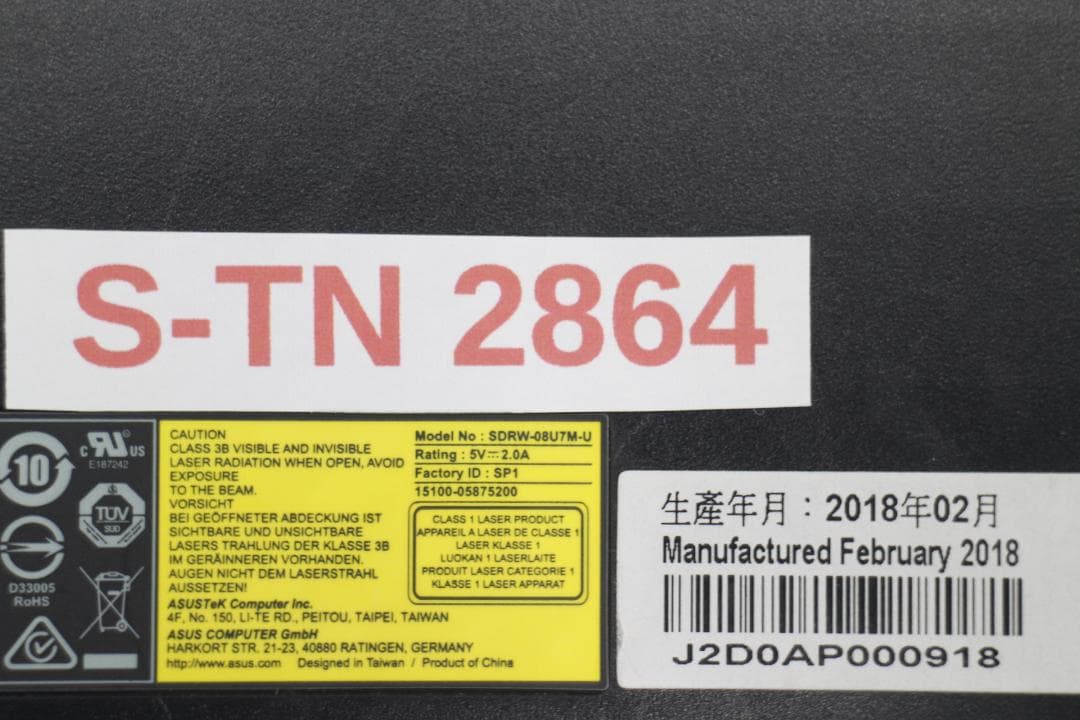 S-TN 2864
10
c RU US
E187242
TÜV
SÜD
D33005
RoHS
CAUTION
CLASS 3B VISIBLE AND INVISIBLE
LASER RADIATION WHEN OPEN, AVOID
EXPOSURE
TO THE BEAM.
VORSICHT
BEI GEÖFFNETER ABDECKUNG IST
SICHTBARE UND UNSICHTBARE
LASERS TRAHLUNG DER KLASSE 3B
IM GERÄINNEREN VORHANDEN.
AUGEN NICHT DEM LASERSTRAHL
AUSSETZEN!
ASUSTeK Computer Inc.
4F, No. 150, LI-TE RD., PEITOU, TAIPEI, TAIWAN
ASUS COMPUTER GmbH
HARKORT STR. 21-23, 40880 RATINGEN, GERMANY
http://www.asus.com Designed in Taiwan / Product of China
Model No : SDRW-08U7M-U
Rating : 5V⎓2.0A
Factory ID : SP1
15100-05875200
CLASS 1 LASER PRODUCT
APPAREIL A LASER DE CLASSE 1
LASER KLASSE 1
LUOKAN 1 LASERLAITE
PRODUIT LASER CATEGORIE 1
KLASSE 1 LASER APPARAT
生產年月：2018年02月
Manufactured February 2018
J2D0AP000918